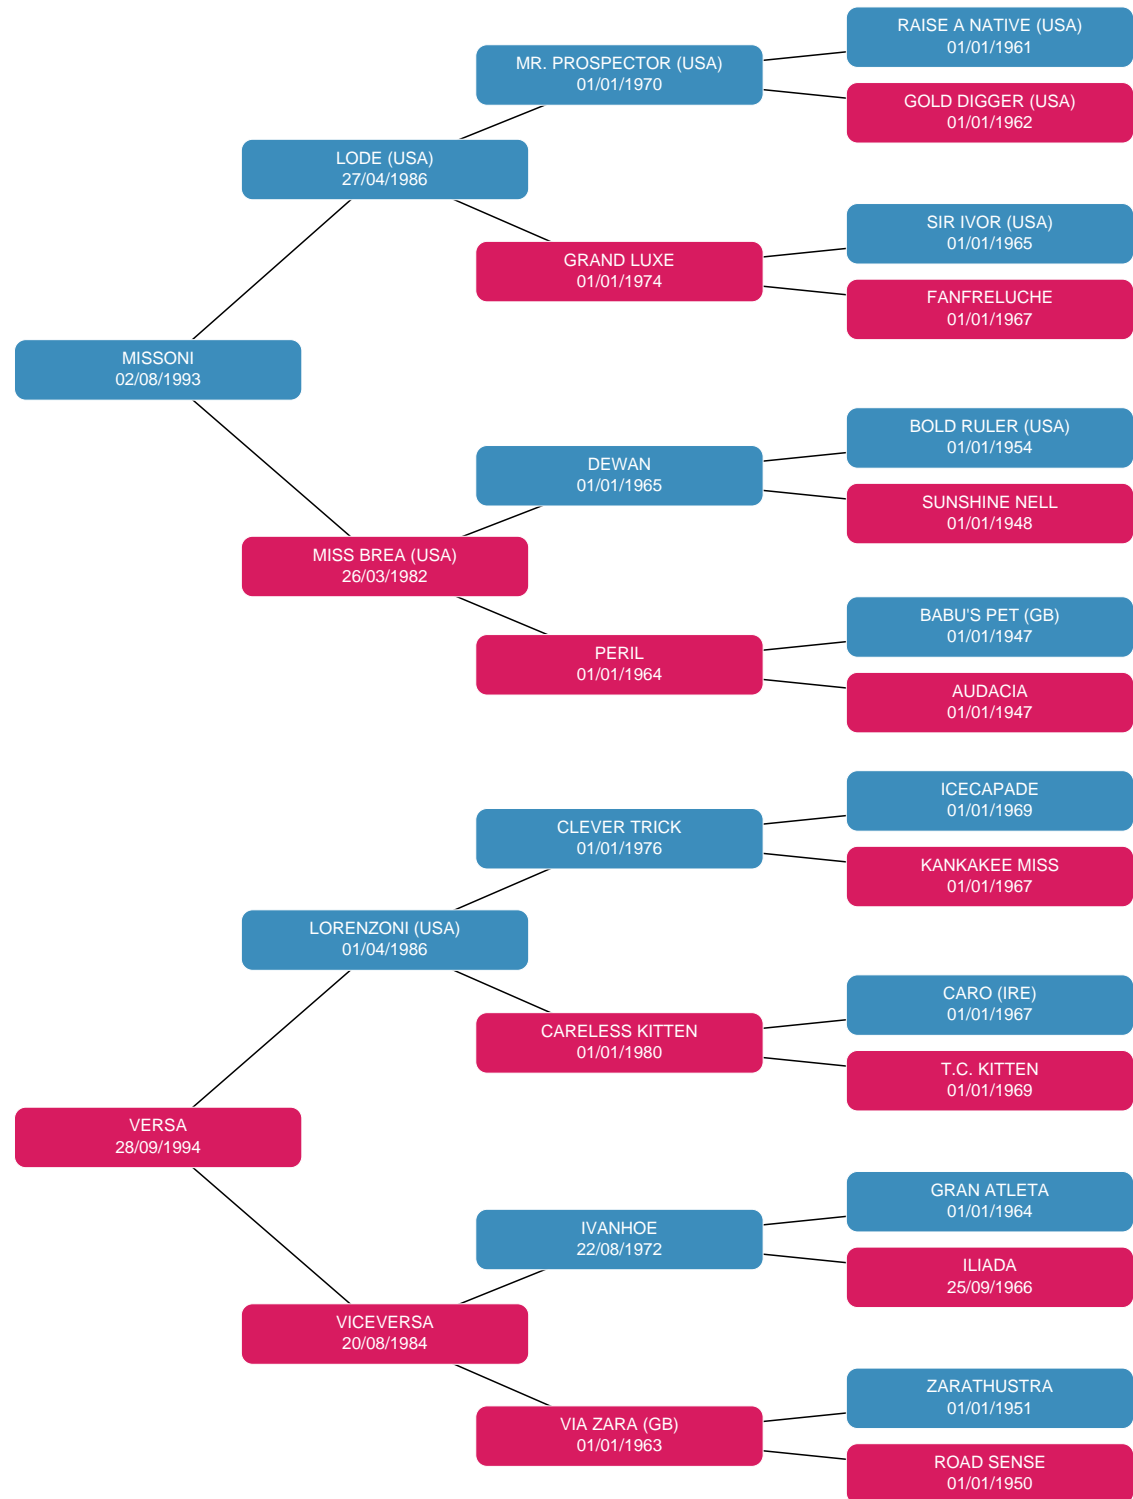 RAISE A NATIVE (USA)
01/01/1961
MR. PROSPECTOR (USA)
01/01/1970
GOLD DIGGER (USA)
01/01/1962
LODE (USA)
27/04/1986
SIR IVOR (USA)
01/01/1965
GRAND LUXE
01/01/1974
FANFRELUCHE
01/01/1967
MISSONI
02/08/1993
BOLD RULER (USA)
01/01/1954
DEWAN
01/01/1965
SUNSHINE NELL
01/01/1948
MISS BREA (USA)
26/03/1982
BABU'S PET (GB)
01/01/1947
PERIL
01/01/1964
AUDACIA
01/01/1947
ICECAPADE
01/01/1969
CLEVER TRICK
01/01/1976
KANKAKEE MISS
01/01/1967
LORENZONI (USA)
01/04/1986
CARO (IRE)
01/01/1967
CARELESS KITTEN
01/01/1980
T.C. KITTEN
01/01/1969
VERSA
28/09/1994
GRAN ATLETA
01/01/1964
IVANHOE
22/08/1972
ILIADA
25/09/1966
VICEVERSA
20/08/1984
ZARATHUSTRA
01/01/1951
VIA ZARA (GB)
01/01/1963
ROAD SENSE
01/01/1950